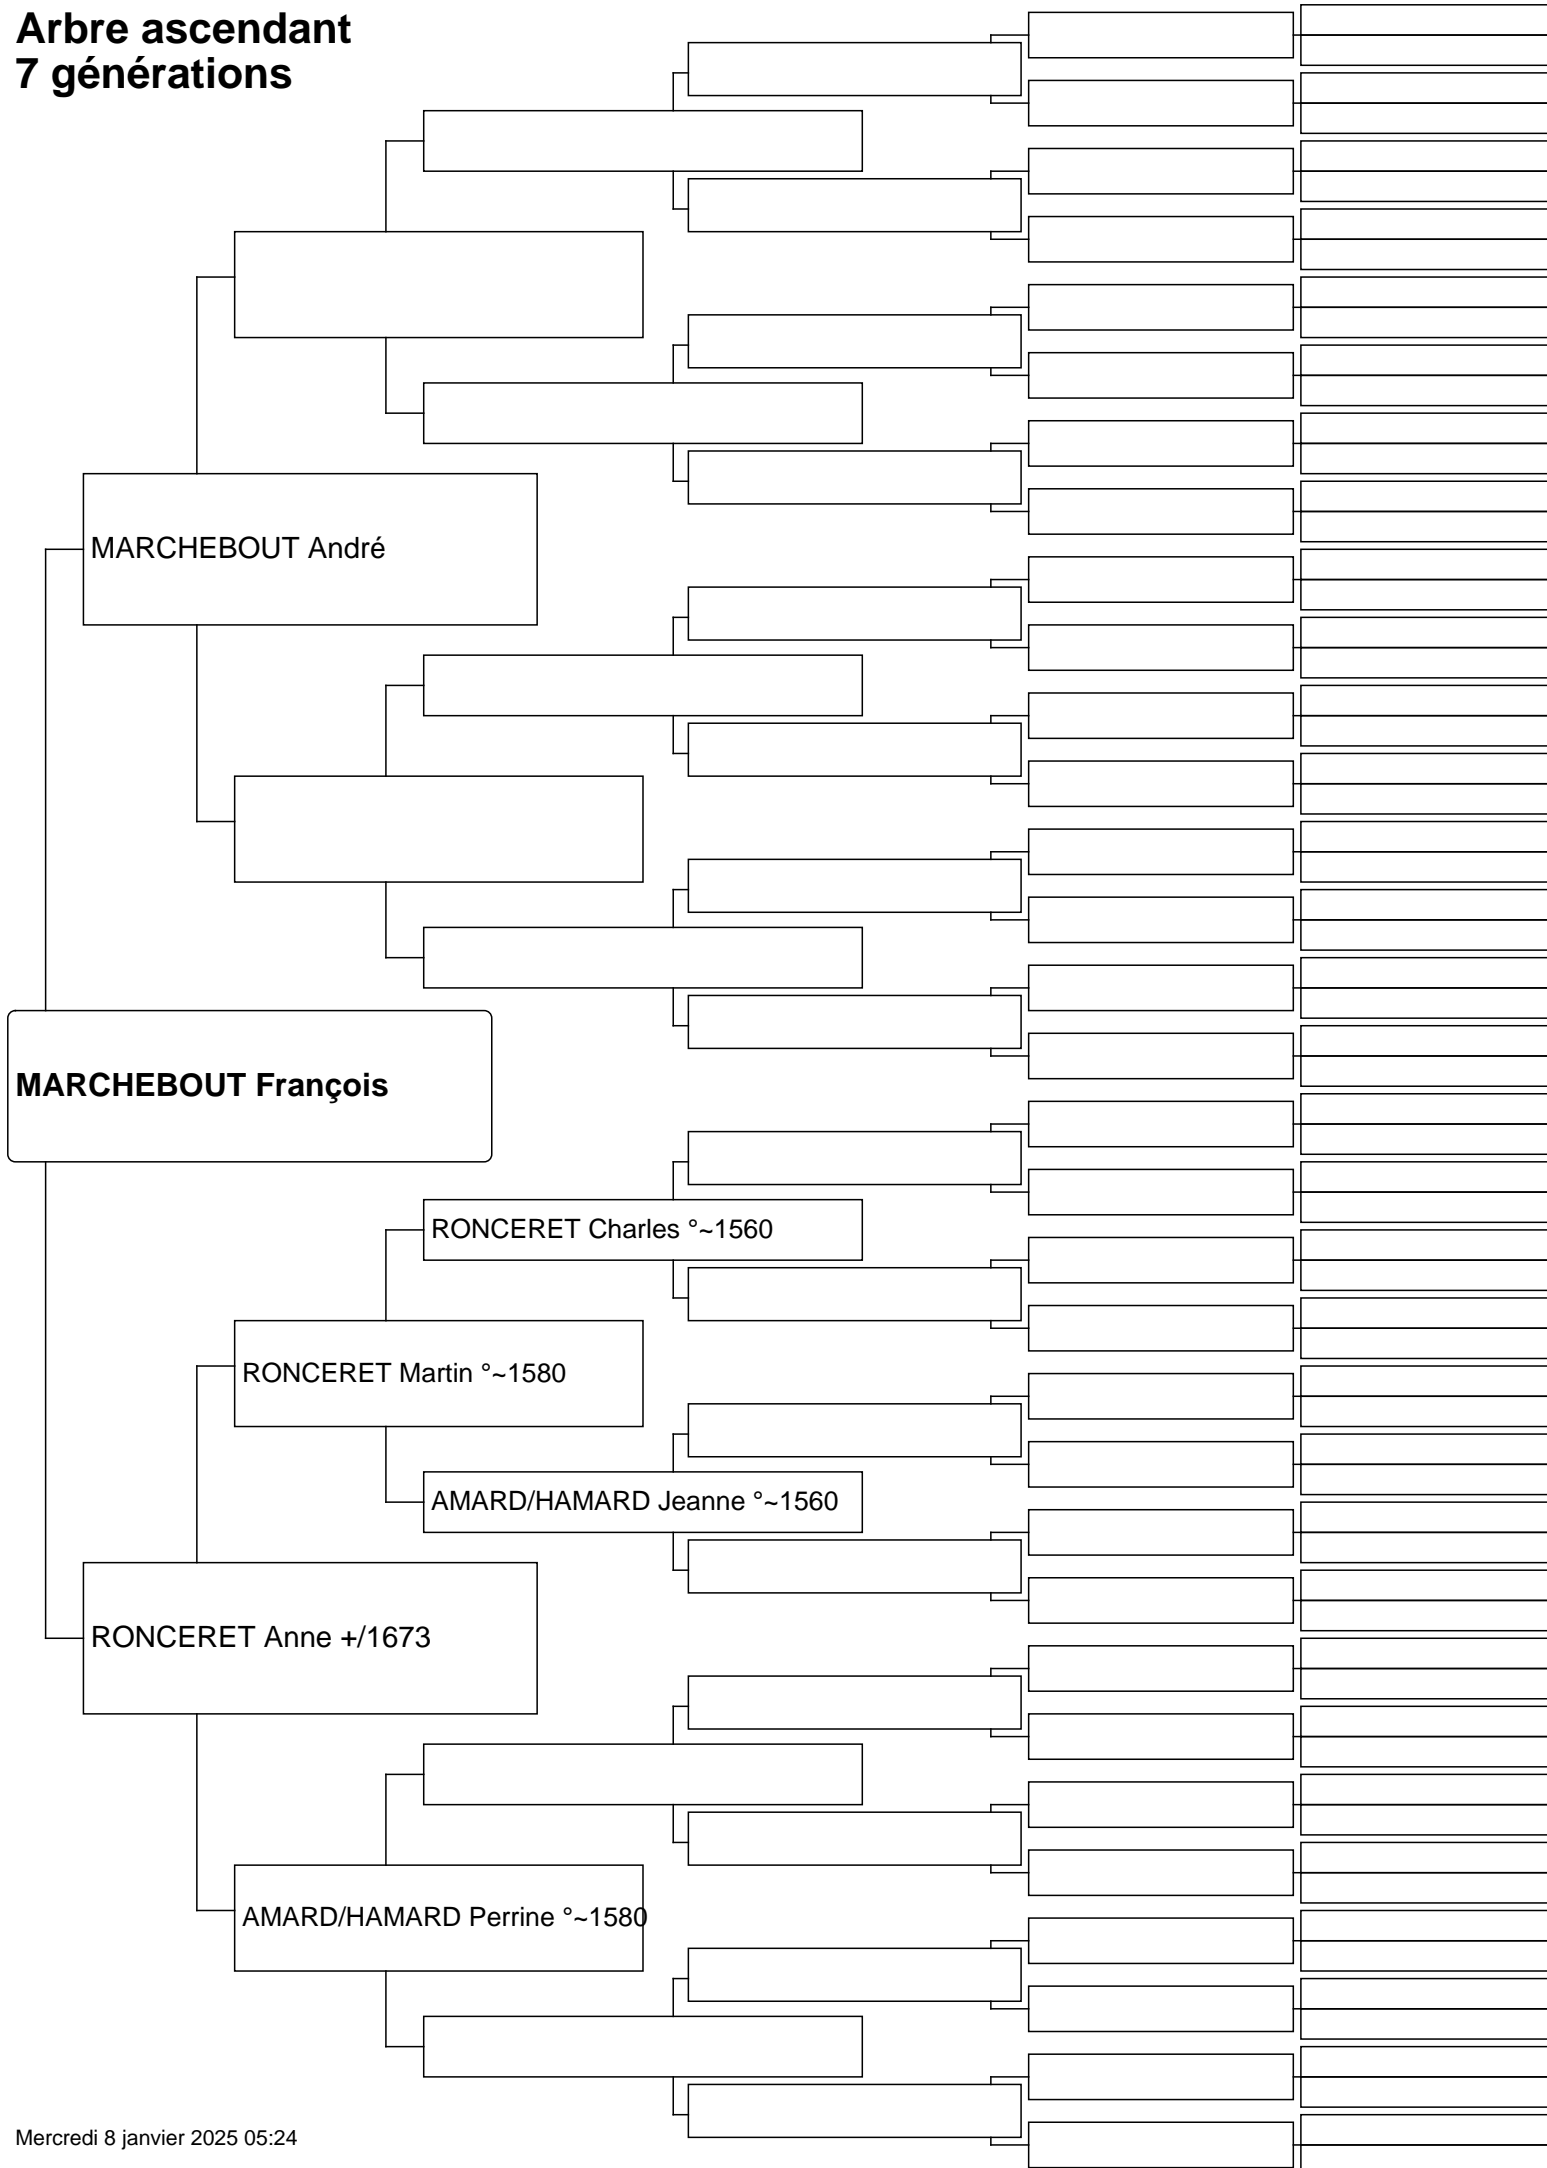 Arbre ascendant
7 générations
MARCHEBOUT André
MARCHEBOUT François
RONCERET Charles °~1560
RONCERET Martin °~1580
AMARD/HAMARD Jeanne °~1560
RONCERET Anne +/1673
AMARD/HAMARD Perrine °~1580
Mercredi 8 janvier 2025 05:24